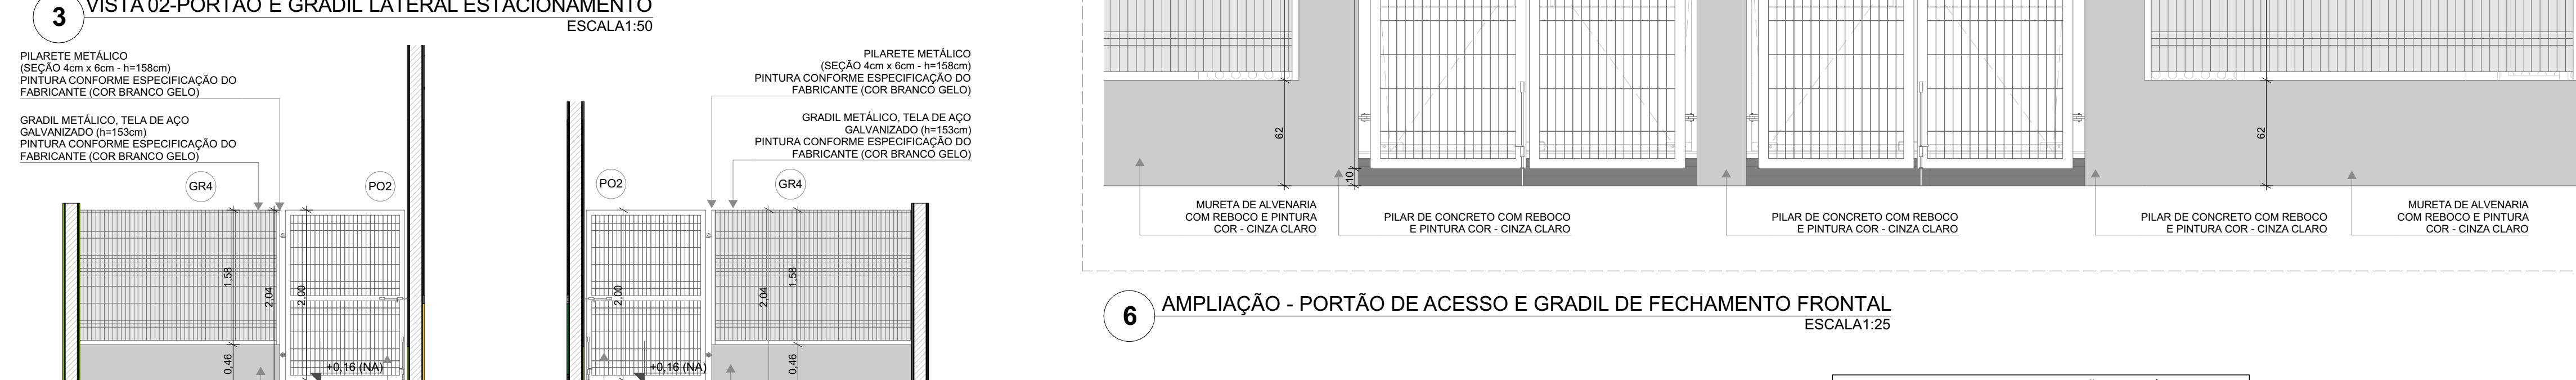 3
VISTA 02-PORTÃO E GRADIL LATERAL ESTACIONAMENTO
ESCALA1:50
PILARETE METÁLICO
(SEÇÃO 4cm x 6cm - h=158cm)
PINTURA CONFORME ESPECIFICAÇÃO DO
FABRICANTE (COR BRANCO GELO)
GRADIL METÁLICO, TELA DE AÇO
GALVANIZADO (h=153cm)
PINTURA CONFORME ESPECIFICAÇÃO DO
FABRICANTE (COR BRANCO GELO)
GR4
PO2
1,58
2,04
2,00
0,46
+0,16 (NA)
PILARETE METÁLICO
(SEÇÃO 4cm x 6cm - h=158cm)
PINTURA CONFORME ESPECIFICAÇÃO DO
FABRICANTE (COR BRANCO GELO)
GRADIL METÁLICO, TELA DE AÇO
GALVANIZADO (h=153cm)
PINTURA CONFORME ESPECIFICAÇÃO DO
FABRICANTE (COR BRANCO GELO)
PO2
GR4
2,00
2,04
1,58
0,46
+0,16 (NA)
62
10
62
MURETA DE ALVENARIA
COM REBOCO E PINTURA
COR - CINZA CLARO
PILAR DE CONCRETO COM REBOCO
E PINTURA COR - CINZA CLARO
PILAR DE CONCRETO COM REBOCO
E PINTURA COR - CINZA CLARO
PILAR DE CONCRETO COM REBOCO
E PINTURA COR - CINZA CLARO
MURETA DE ALVENARIA
COM REBOCO E PINTURA
COR - CINZA CLARO
6
AMPLIAÇÃO - PORTÃO DE ACESSO E GRADIL DE FECHAMENTO FRONTAL
ESCALA1:25